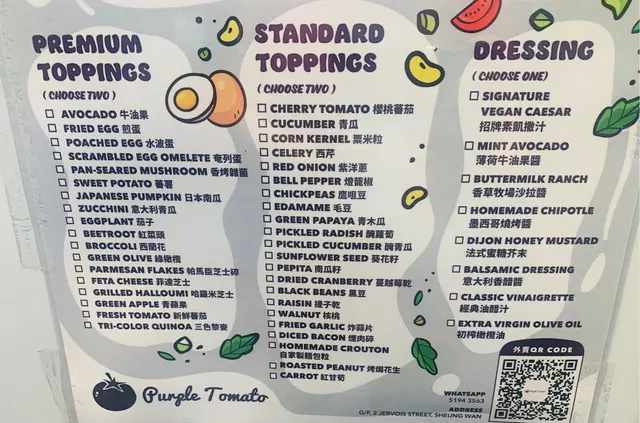 PREMIUM
TOPPINGS
( CHOOSE TWO )
AVOCADO 牛油果
FRIED EGG 煎蛋
POACHED EGG 水波蛋
SCRAMBLED EGG OMELETE 奄列蛋
PAN-SEARED MUSHROOM 香烤雜菌
SWEET POTATO 蕃薯
JAPANESE PUMPKIN 日本南瓜
ZUCCHINI 意大利青瓜
EGGPLANT 茄子
BEETROOT 紅菜頭
BROCCOLI 西蘭花
GREEN OLIVE 綠橄欖
PARMESAN FLAKES 帕馬臣芝士碎
FETA CHEESE 菲達芝士
GRILLED HALLOUMI 哈羅米芝士
GREEN APPLE 青蘋果
FRESH TOMATO 新鮮蕃茄
TRI-COLOR QUINOA 三色藜麥
STANDARD
TOPPINGS
( CHOOSE TWO )
CHERRY TOMATO 櫻桃蕃茄
CUCUMBER 青瓜
CORN KERNEL 粟米粒
CELERY 西芹
RED ONION 紫洋蔥
BELL PEPPER 燈籠椒
CHICKPEAS 鷹咀豆
EDAMAME 毛豆
GREEN PAPAYA 青木瓜
PICKLED RADISH 醃蘿蔔
PICKLED CUCUMBER 醃青瓜
SUNFLOWER SEED 葵花籽
PEPITA 南瓜籽
DRIED CRANBERRY 蔓越莓乾
BLACK BEANS 黑豆
RAISIN 提子乾
WALNUT 核桃
FRIED GARLIC 炸蒜片
DICED BACON 煙肉碎
HOMEMADE CROUTON
自家製麵包粒
ROASTED PEANUT 烤焗花生
CARROT 紅甘筍
DRESSING
( CHOOSE ONE)
SIGNATURE
VEGAN CAESAR
招牌素凱撒汁
MINT AVOCADO
薄荷牛油果醬
BUTTERMILK RANCH
香草牧場沙拉醬
HOMEMADE CHIPOTLE
墨西哥燒烤醬
DIJON HONEY MUSTARD
法式蜜糖芥末
BALSAMIC DRESSING
意大利香醋醬
CLASSIC VINAIGRETTE
經典油醋汁
EXTRA VIRGIN OLIVE OIL
初榨橄欖油
外賣QR CODE
Purple Tomato
WHATSAPP
5194 3563
ADDRESS
G/F, 2 JERVOIS STREET, SHEUNG WAN